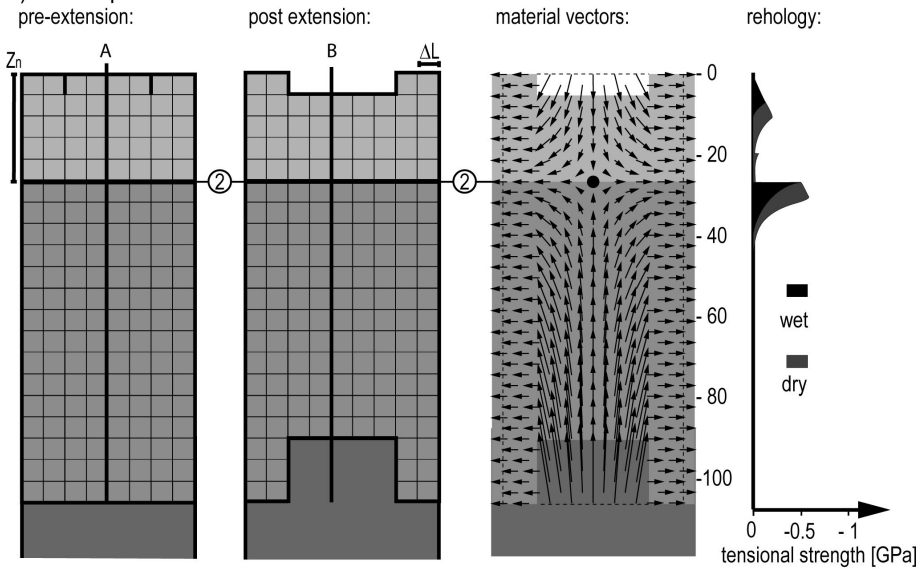 pre-extension:
post extension:
material vectors:
rehology:
Zn
A
B
ΔL
2
2
0
- 20
- 40
- 60
- 80
-100
wet
dry
0 -0.5 - 1
tensional strength [GPa]